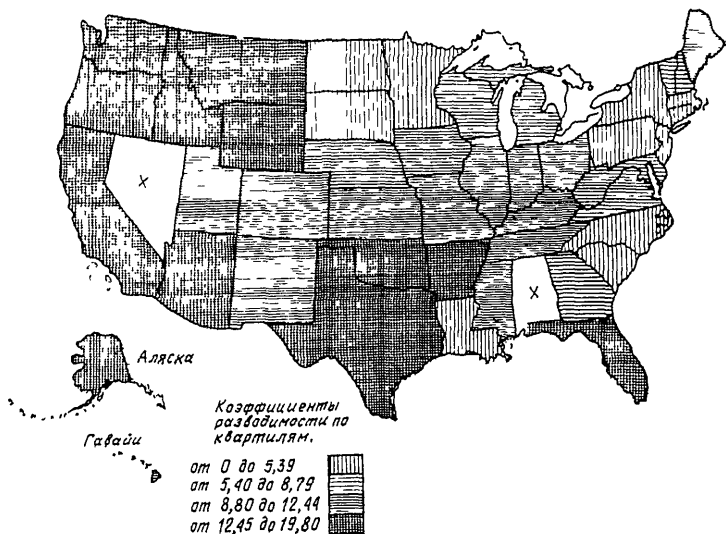 x
x
Аляска
Гавайи
Коэффициенты
разводимости по
квартилям.
от 0 до 5,39
от 5,40 до 8,79
от 8,80 до 12,44
от 12,45 до 19,80